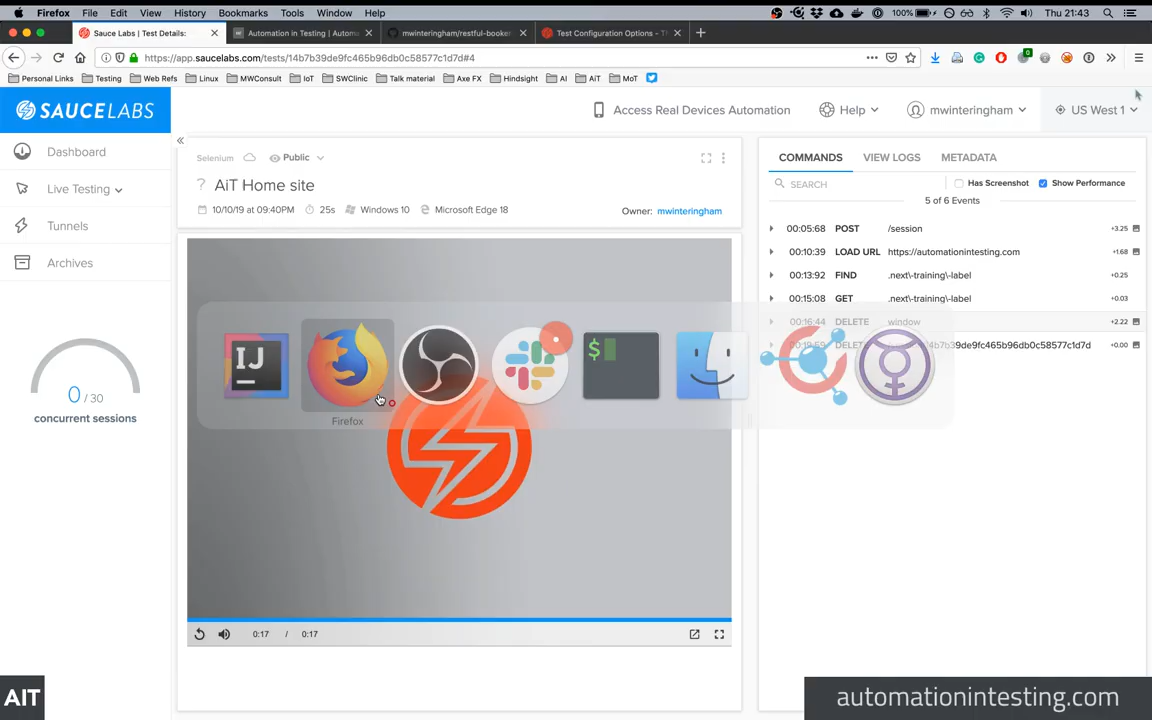 Firefox File Edit View History Bookmarks Tools Window Help 100% Thu 21:43
Sauce Labs | Test Details: Automation in Testing | Automa mwinteringham/restful-booker Test Configuration Options - T
https://app.saucelabs.com/tests/14b7b39de9fc465b96db0c57d1c1d7d#4 0
Personal Links Testing Web Refs Linux MWConsult IoT SWClinic Talk material Axe FX Hindsight AI AiT MoT
SAUCELABS
Access Real Devices Automation Help mwinteringham US West 1
Dashboard
Live Testing
Tunnels
Archives
0 / 30
concurrent sessions
Selenium Public
? AiT Home site
10/10/19 at 09:40PM 25s Windows 10 Microsoft Edge 18 Owner: mwinteringham
COMMANDS VIEW LOGS METADATA
SEARCH Has Screenshot Show Performance
5 of 6 Events
00:05:68 POST /session +3.25
00:10:39 LOAD URL https://automationintesting.com +1.68
00:13:92 FIND .next\-training\-label +0.25
00:15:08 GET .next\-training\-label +0.03
00:16:44 DELETE window +2.22
DELETE 9de9fc465b96db0c57d1c1d7d +0.00
IJ
$
Firefox
0:17 / 0:17
AIT
automationintesting.com